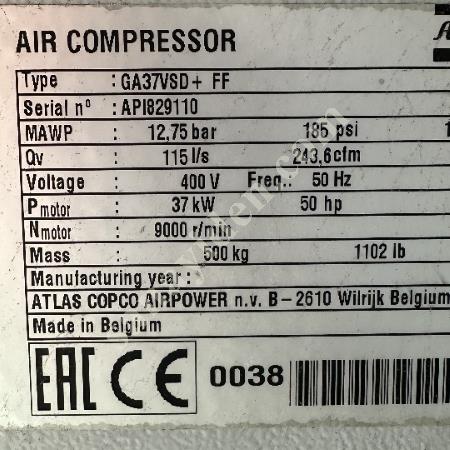 AIR COMPRESSOR
Type : GA37VSD+ FF
Serial nº : API829110
MAWP 12,75 bar 185 psi 1
Qv 115 l/s 243,6cfm
Voltage 400 V Freq.: 50 Hz
Pmotor 37 kW 50 hp
Nmotor 9000 r/min
Mass 500 kg 1102 lb
Manufacturing year :
ATLAS COPCO AIRPOWER n.v. B-2610 Wilrijk Belgium
Made in Belgium
EAC CE 0038